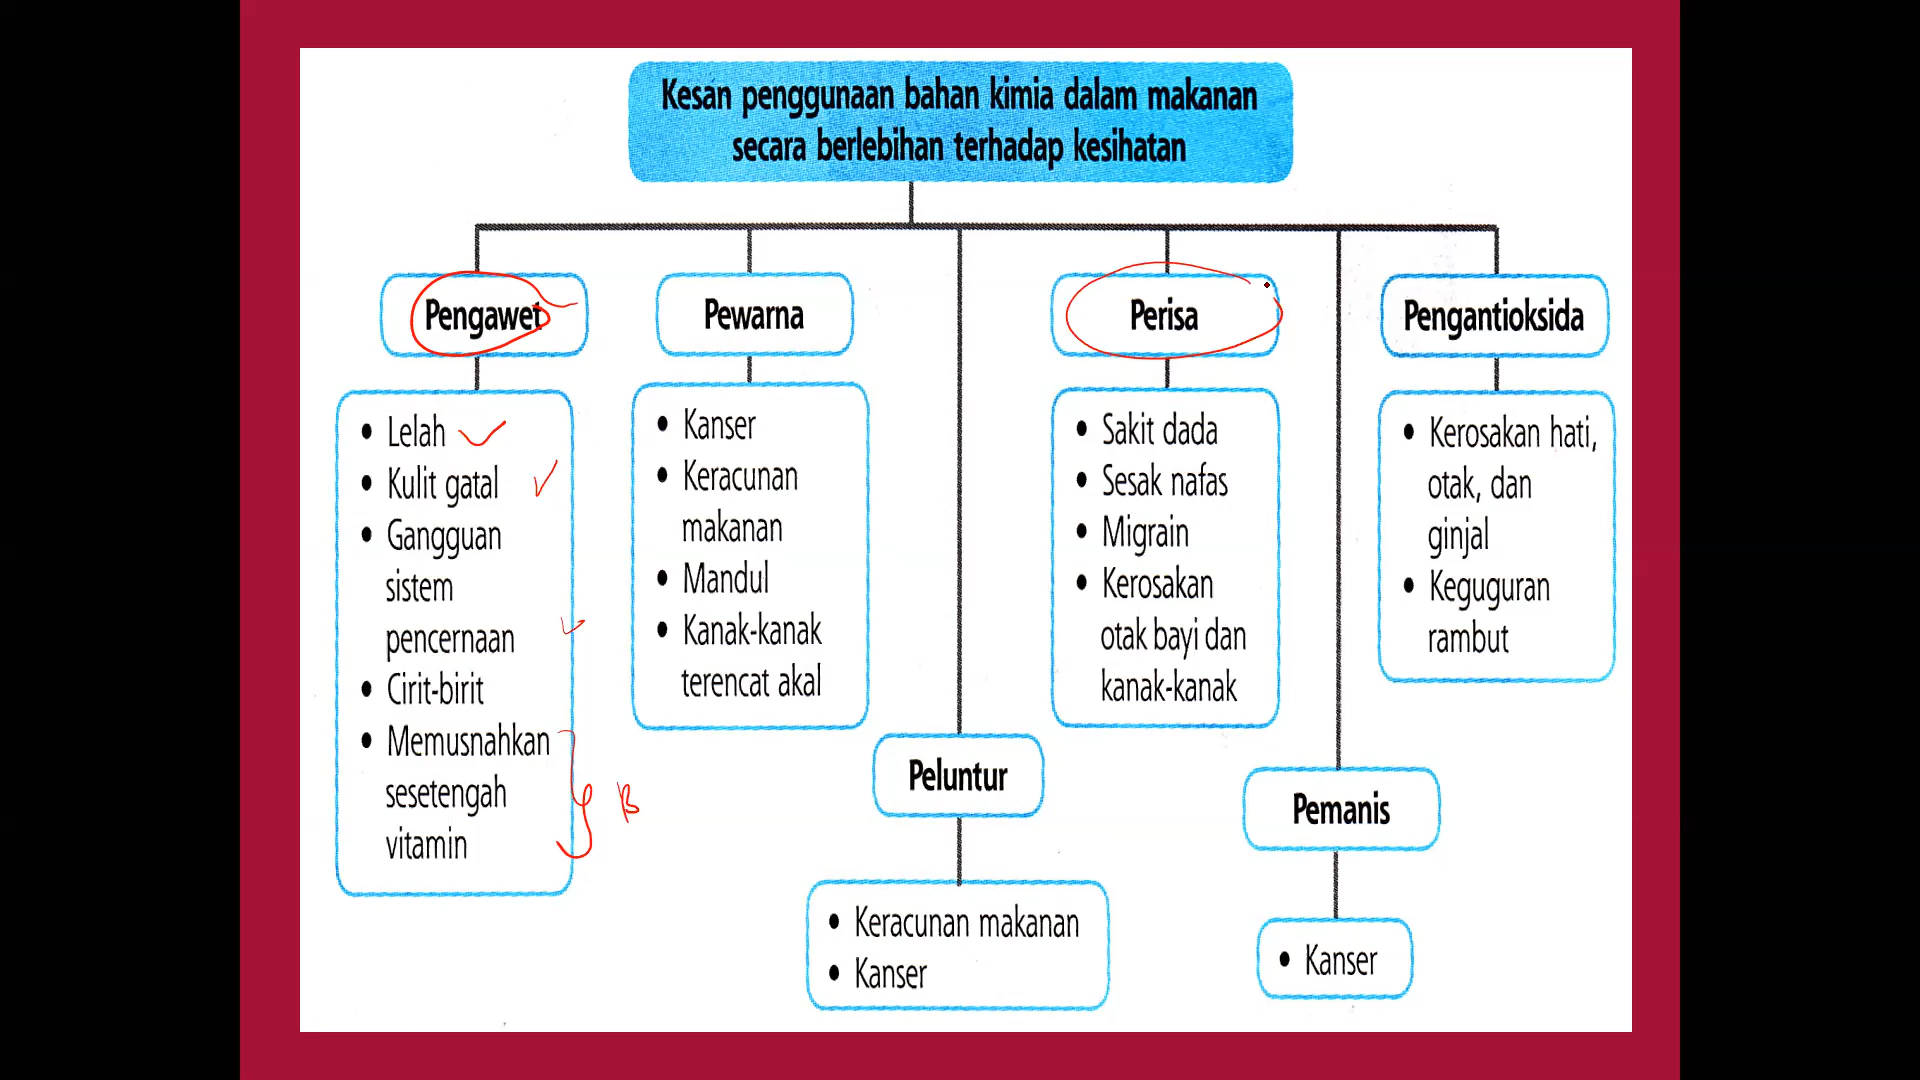 Kesan penggunaan bahan kimia dalam makanan
secara berlebihan terhadap kesihatan
Pengawet
• Lelah
• Kulit gatal
• Gangguan
sistem
pencernaan
• Cirit-birit
• Memusnahkan
sesetengah
vitamin
B
Pewarna
• Kanser
• Keracunan
makanan
• Mandul
• Kanak-kanak
terencat akal
Peluntur
• Keracunan makanan
• Kanser
Perisa
• Sakit dada
• Sesak nafas
• Migrain
• Kerosakan
otak bayi dan
kanak-kanak
Pemanis
• Kanser
Pengantioksida
• Kerosakan hati,
otak, dan
ginjal
• Keguguran
rambut